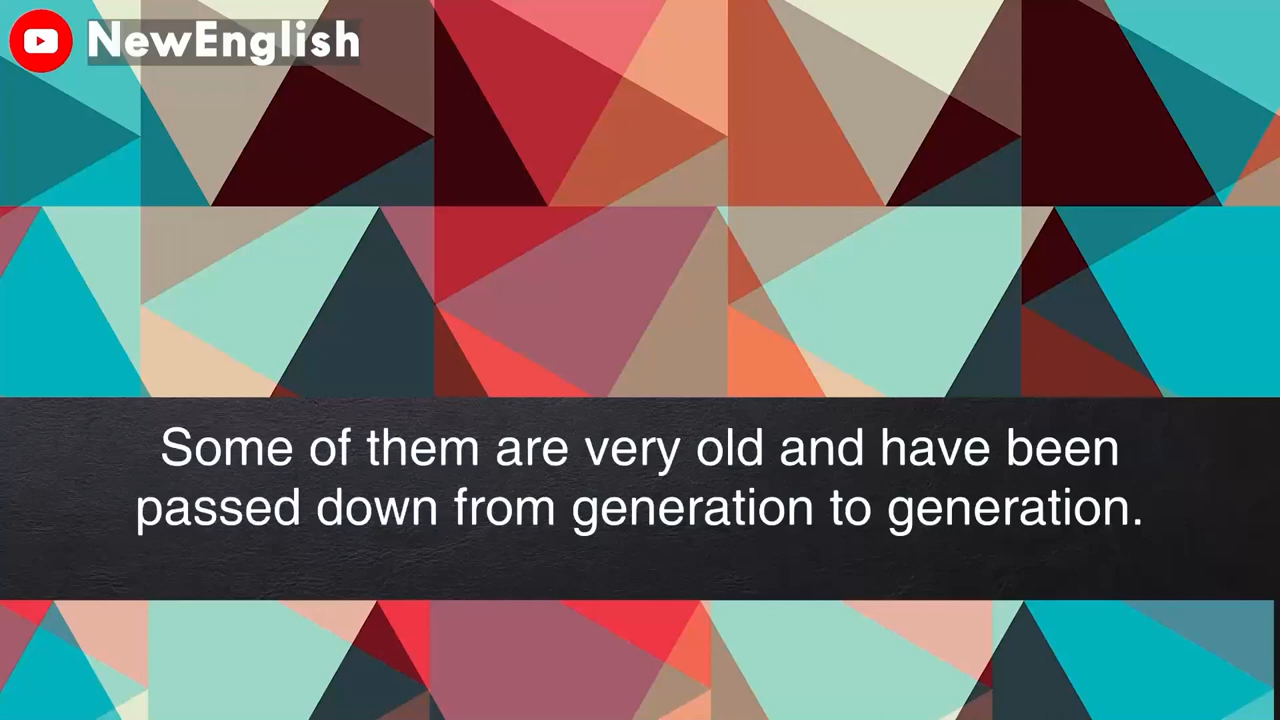 NewEnglish
Some of them are very old and have been
passed down from generation to generation.